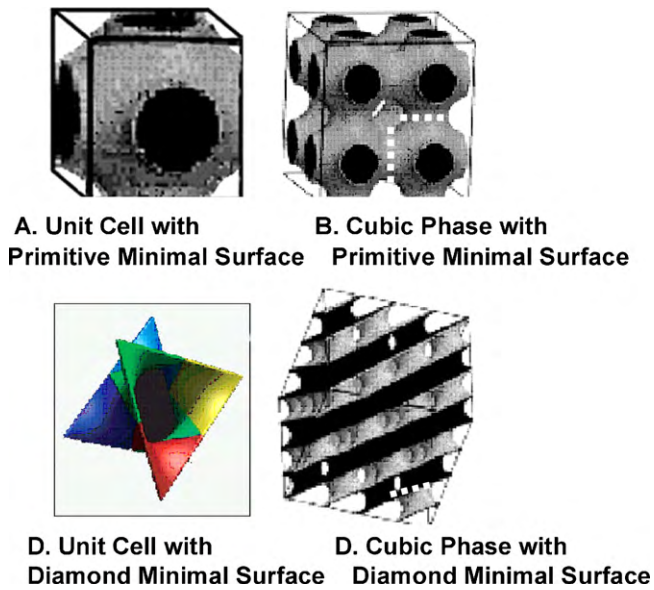 A. Unit Cell with
Primitive Minimal Surface
B. Cubic Phase with
Primitive Minimal Surface
D. Unit Cell with
Diamond Minimal Surface
D. Cubic Phase with
Diamond Minimal Surface